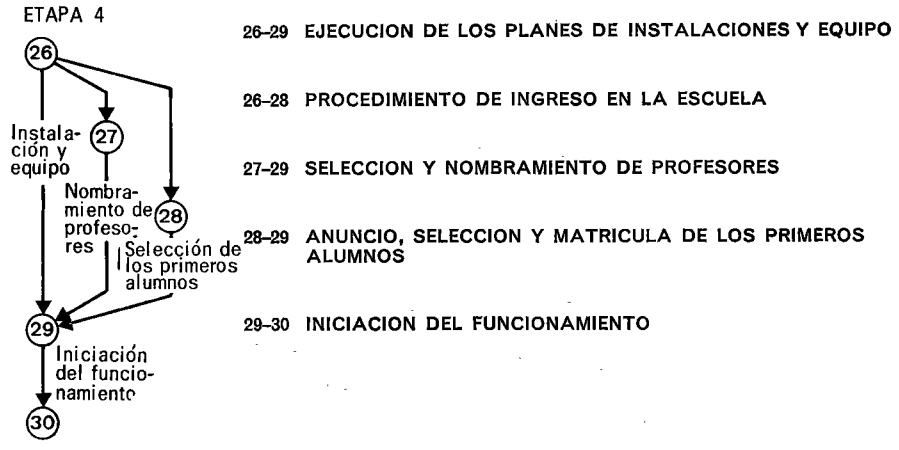 ETAPA 4
26
Instala-
ción y
equipo
27
Nombra-
miento de
profeso-
res
28
Selección de
los primeros
alumnos
29
Iniciación
del funcio-
namiento
30
26–29 EJECUCION DE LOS PLANES DE INSTALACIONES Y EQUIPO
26–28 PROCEDIMIENTO DE INGRESO EN LA ESCUELA
27–29 SELECCION Y NOMBRAMIENTO DE PROFESORES
28–29 ANUNCIO, SELECCION Y MATRICULA DE LOS PRIMEROS
ALUMNOS
29–30 INICIACION DEL FUNCIONAMIENTO